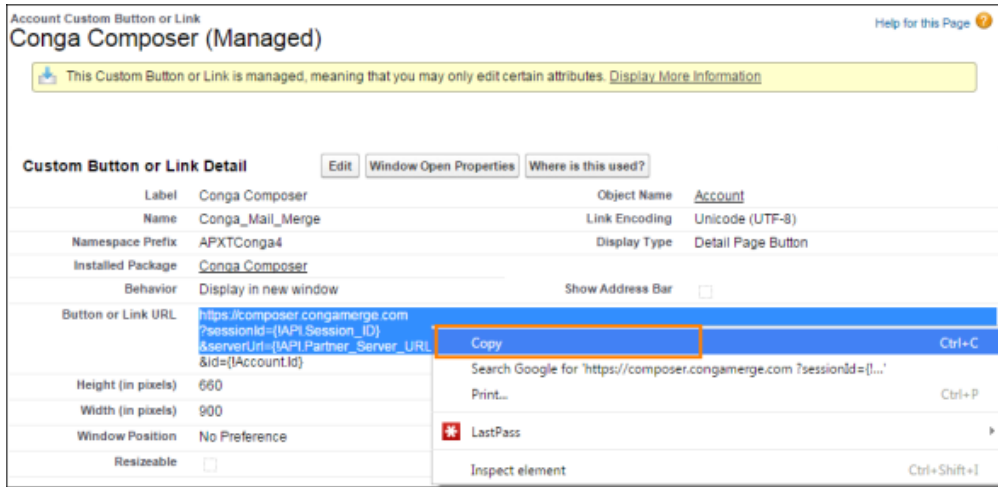 Account Custom Button or Link
Conga Composer (Managed)
Help for this Page
This Custom Button or Link is managed, meaning that you may only edit certain attributes. Display More Information
Custom Button or Link Detail Edit Window Open Properties Where is this used?
Label Conga Composer Object Name Account
Name Conga_Mail_Merge Link Encoding Unicode (UTF-8)
Namespace Prefix APXTConga4 Display Type Detail Page Button
Installed Package Conga Composer
Behavior Display in new window Show Address Bar
Button or Link URL https://composer.congamerge.com
?sessionId={!API.Session_ID}
&serverUrl={!API.Partner_Server_URL
&id={!Account.Id}
Copy Ctrl+C
Search Google for 'https://composer.congamerge.com ?sessionId={!...'
Print... Ctrl+P
LastPass
Inspect element Ctrl+Shift+I
Height (in pixels) 660
Width (in pixels) 900
Window Position No Preference
Resizeable